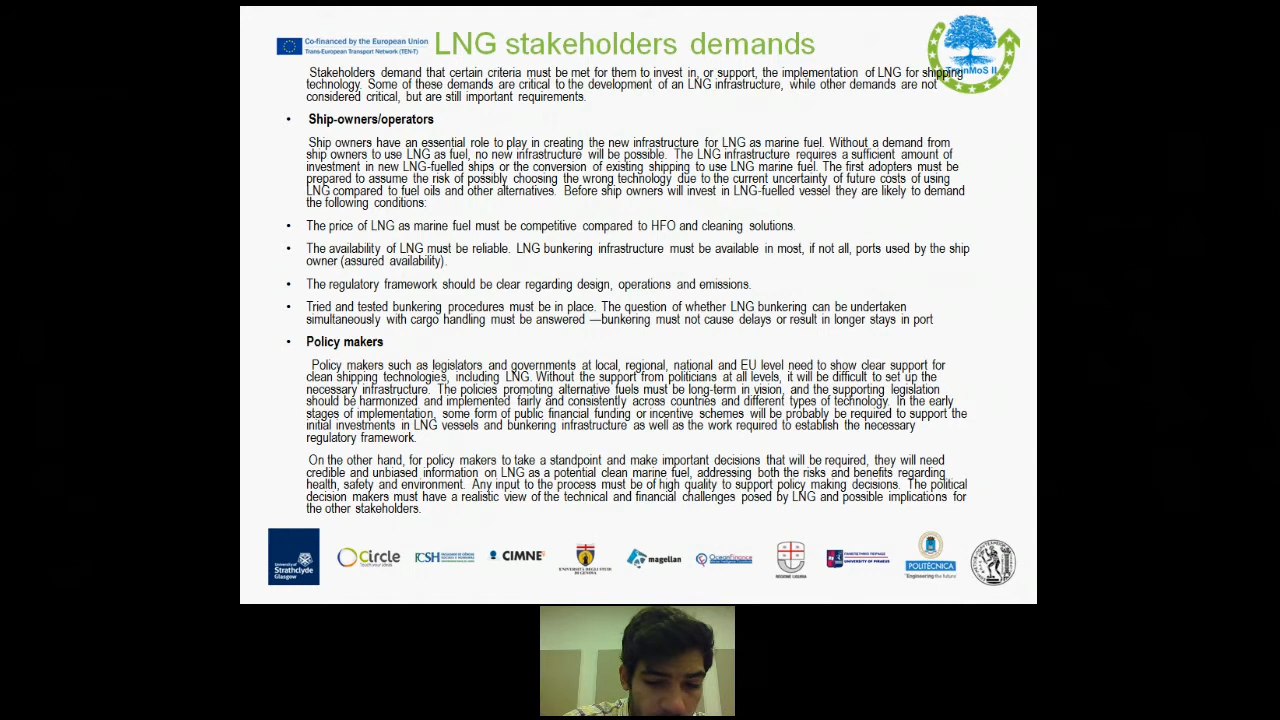 Co-financed by the European Union
Trans-European Transport Network (TEN-T)
LNG stakeholders demands
TrainMoS II
Stakeholders demand that certain criteria must be met for them to invest in, or support, the implementation of LNG for shipping
technology. Some of these demands are critical to the development of an LNG infrastructure, while other demands are not
considered critical, but are still important requirements.
• Ship-owners/operators
Ship owners have an essential role to play in creating the new infrastructure for LNG as marine fuel. Without a demand from
ship owners to use LNG as fuel, no new infrastructure will be possible. The LNG infrastructure requires a sufficient amount of
investment in new LNG-fuelled ships or the conversion of existing shipping to use LNG marine fuel. The first adopters must be
prepared to assume the risk of possibly choosing the wrong technology due to the current uncertainty of future costs of using
LNG compared to fuel oils and other alternatives. Before ship owners will invest in LNG-fuelled vessel they are likely to demand
the following conditions:
• The price of LNG as marine fuel must be competitive compared to HFO and cleaning solutions.
• The availability of LNG must be reliable. LNG bunkering infrastructure must be available in most, if not all, ports used by the ship
owner (assured availability).
• The regulatory framework should be clear regarding design, operations and emissions.
• Tried and tested bunkering procedures must be in place. The question of whether LNG bunkering can be undertaken
simultaneously with cargo handling must be answered —bunkering must not cause delays or result in longer stays in port
• Policy makers
Policy makers such as legislators and governments at local, regional, national and EU level need to show clear support for
clean shipping technologies, including LNG. Without the support from politicians at all levels, it will be difficult to set up the
necessary infrastructure. The policies promoting alternative fuels must be long-term in vision, and the supporting legislation
should be harmonized and implemented fairly and consistently across countries and different types of technology. In the early
stages of implementation, some form of public financial funding or incentive schemes will be probably be required to support the
initial investments in LNG vessels and bunkering infrastructure as well as the work required to establish the necessary
regulatory framework.
On the other hand, for policy makers to take a standpoint and make important decisions that will be required, they will need
credible and unbiased information on LNG as a potential clean marine fuel, addressing both the risks and benefits regarding
health, safety and environment. Any input to the process must be of high quality to support policy making decisions. The political
decision makers must have a realistic view of the technical and financial challenges posed by LNG and possible implications for
the other stakeholders.
University of
Strathclyde
Glasgow
Circle
FCSH
CIMNE
UNIVERSITÀ DEGLI STUDI
DI GENOVA
magellan
OceanFinance
REGIONE LIGURIA
ΠΑΝΕΠΙΣΤΗΜΙΟ ΠΕΙΡΑΙΩΣ
UNIVERSITY OF PIRAEUS
POLITÉCNICA
"Engineering the future"